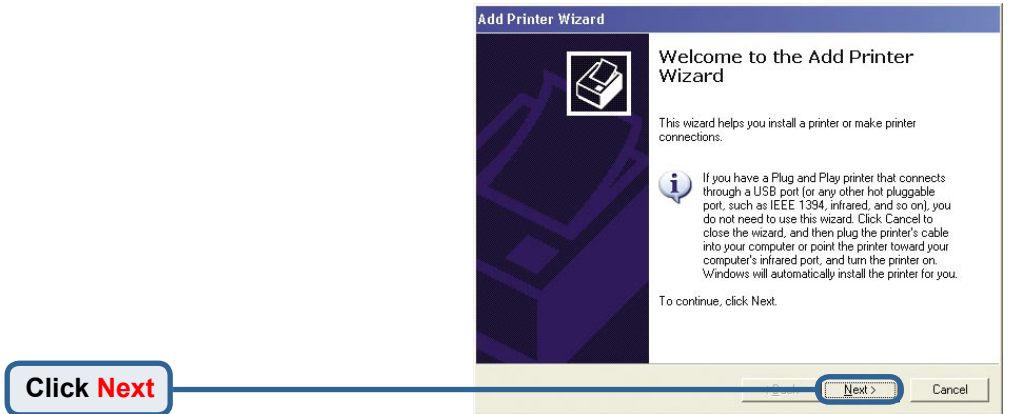 Add Printer Wizard
Welcome to the Add Printer
Wizard
This wizard helps you install a printer or make printer
connections.
If you have a Plug and Play printer that connects
through a USB port (or any other hot pluggable
port, such as IEEE 1394, infrared, and so on), you
do not need to use this wizard. Click Cancel to
close the wizard, and then plug the printer's cable
into your computer or point the printer toward your
computer's infrared port, and turn the printer on.
Windows will automatically install the printer for you.
To continue, click Next.
Click Next
Next > Cancel